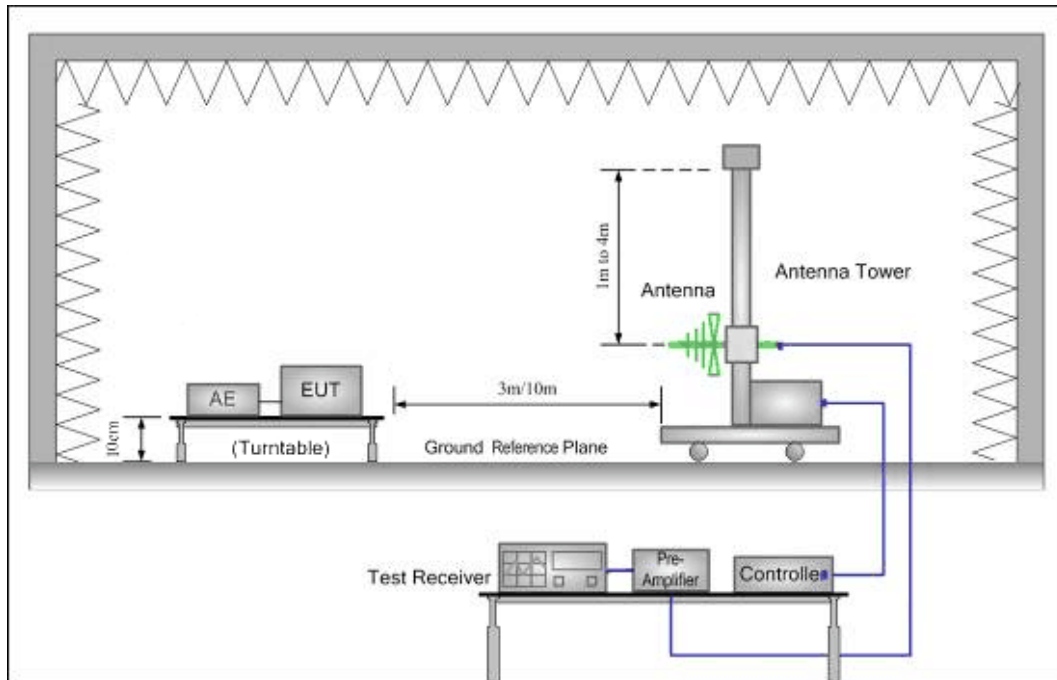 1m to 4m
Antenna Tower
Antenna
AE
EUT
3m/10m
10cm
(Turntable)
Ground Reference Plane
Test Receiver
Pre-
Amplifier
Controlle